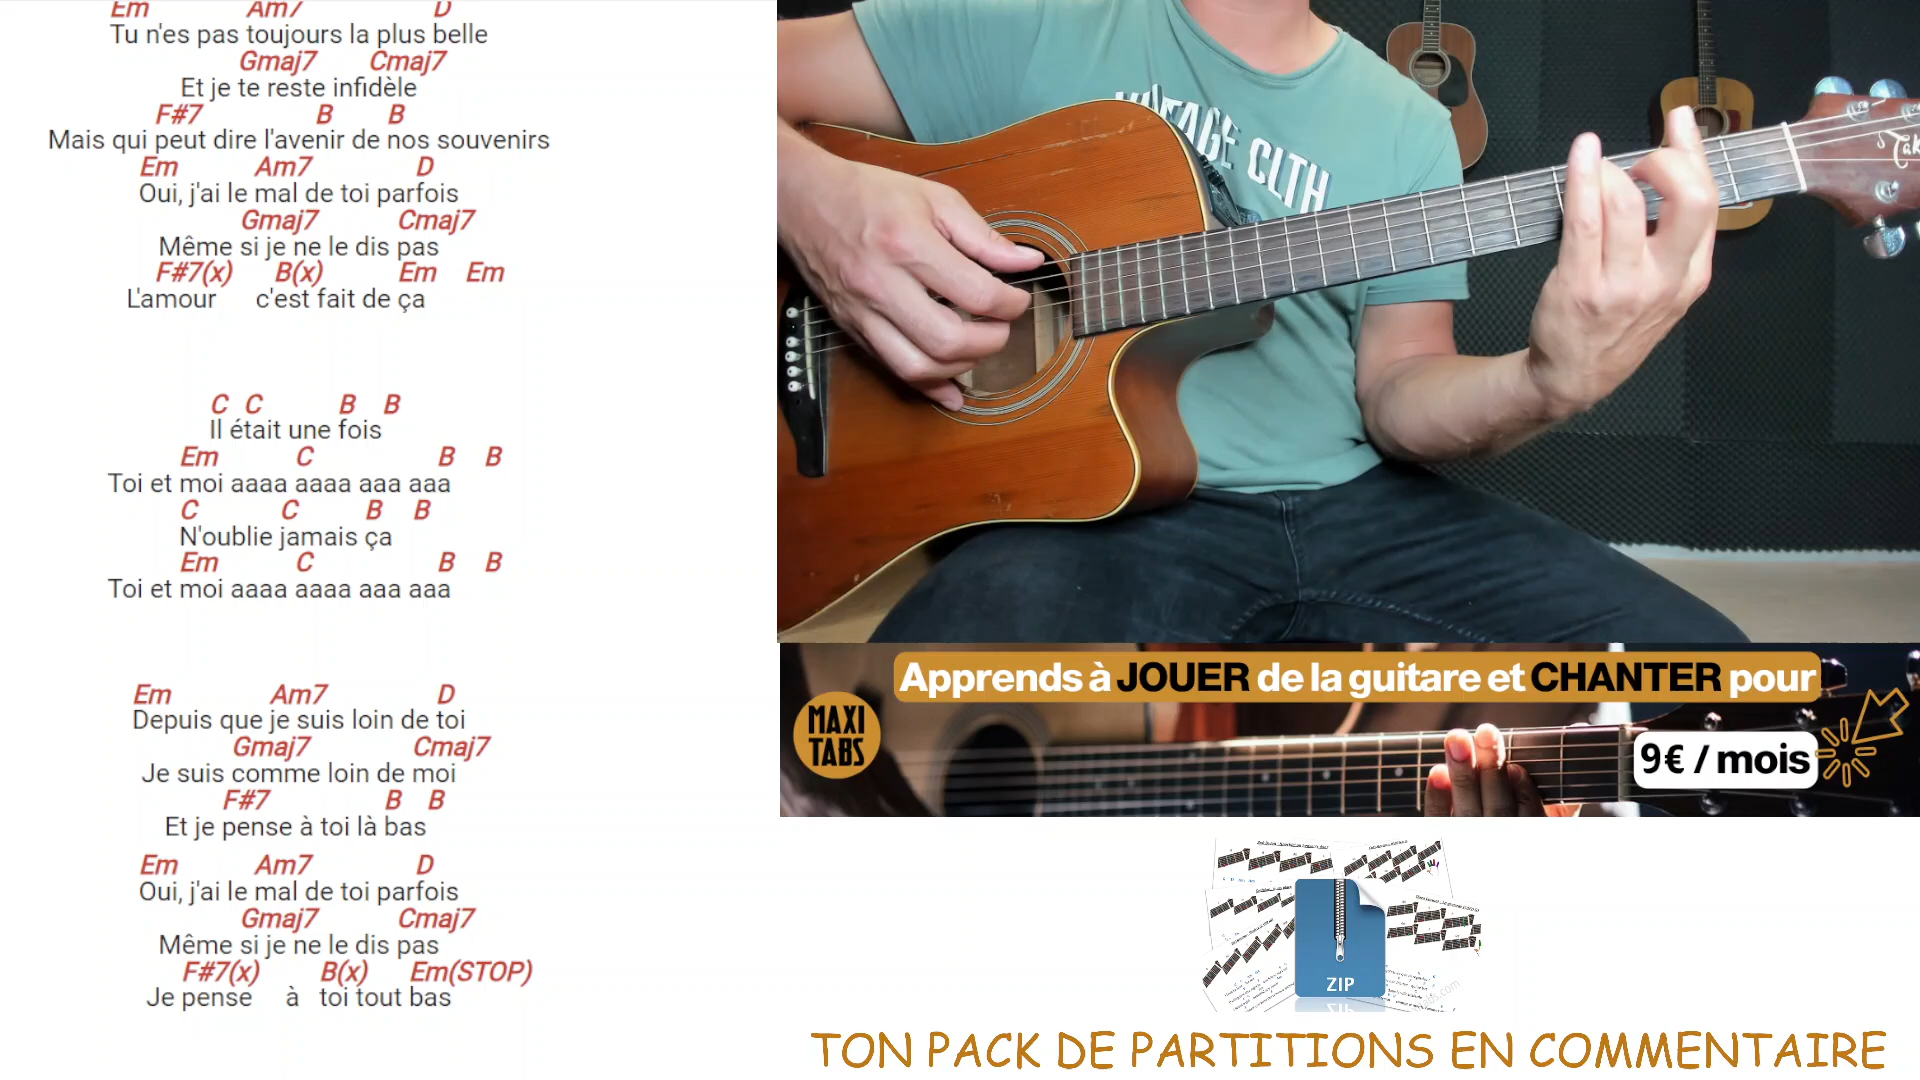 Em Am7 D
Tu n'es pas toujours la plus belle
Gmaj7 Cmaj7
Et je te reste infidèle
F#7 B B
Mais qui peut dire l'avenir de nos souvenirs
Em Am7 D
Oui, j'ai le mal de toi parfois
Gmaj7 Cmaj7
Même si je ne le dis pas
F#7(x) B(x) Em Em
L'amour c'est fait de ça
C C B B
Il était une fois
Em C B B
Toi et moi aaaa aaaa aaa aaa
C C B B
N'oublie jamais ça
Em C B B
Toi et moi aaaa aaaa aaa aaa
Em Am7 D
Depuis que je suis loin de toi
Gmaj7 Cmaj7
Je suis comme loin de moi
F#7 B B
Et je pense à toi là bas
Em Am7 D
Oui, j'ai le mal de toi parfois
Gmaj7 Cmaj7
Même si je ne le dis pas
F#7(x) B(x) Em(STOP)
Je pense à toi tout bas
Apprends à JOUER de la guitare et CHANTER pour
MAXI
TABS
9€ / mois
ZIP
TON PACK DE PARTITIONS EN COMMENTAIRE